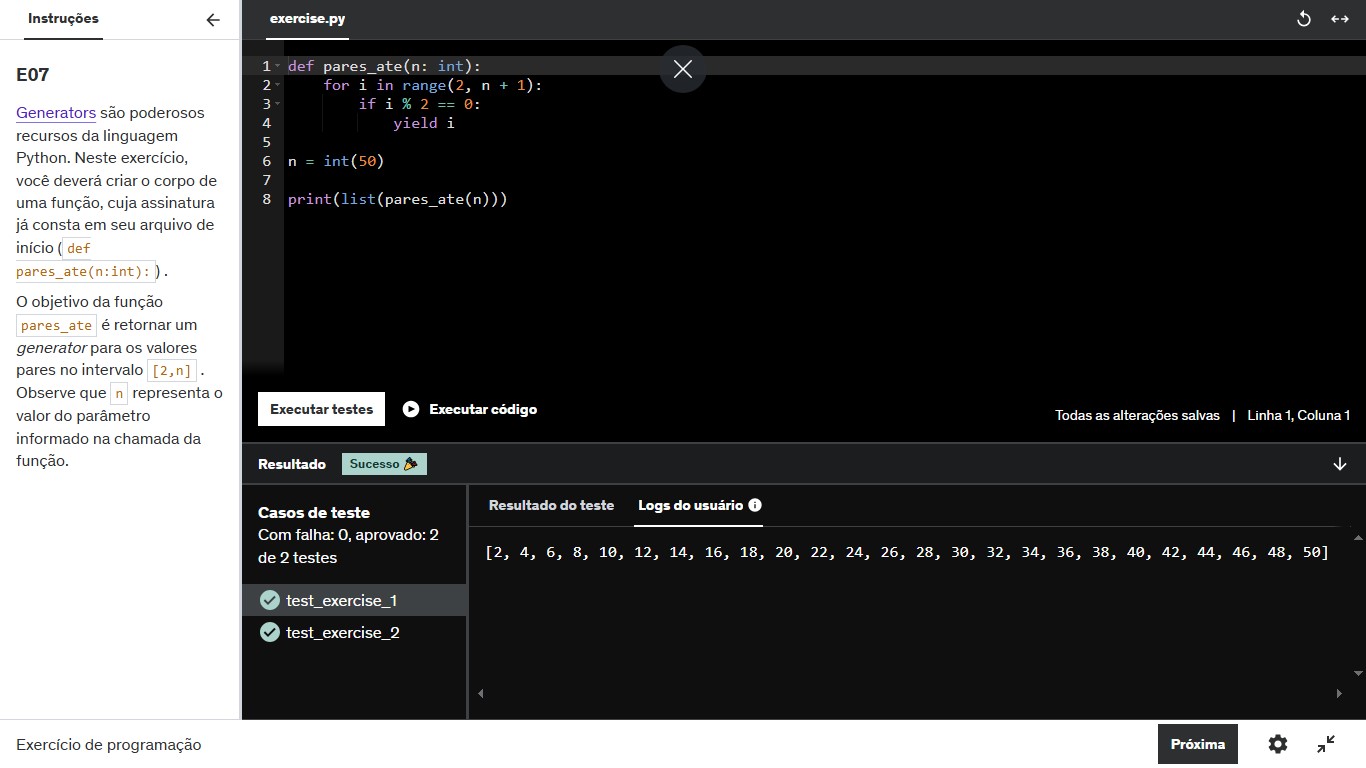 Instruções
E07
Generators são poderosos
recursos da linguagem
Python. Neste exercício,
você deverá criar o corpo de
uma função, cuja assinatura
já consta em seu arquivo de
início ( def
pares_ate(n:int): ) .
O objetivo da função
pares_ate é retornar um
generator para os valores
pares no intervalo [2,n] .
Observe que n representa o
valor do parâmetro
informado na chamada da
função.
exercise.py
1 def pares_ate(n: int):
2 for i in range(2, n + 1):
3 if i % 2 == 0:
4 yield i
5
6 n = int(50)
7
8 print(list(pares_ate(n)))
Executar testes Executar código
Todas as alterações salvas | Linha 1, Coluna 1
Resultado Sucesso
Casos de teste
Com falha: 0, aprovado: 2
de 2 testes
test_exercise_1
test_exercise_2
Resultado do teste Logs do usuário
[2, 4, 6, 8, 10, 12, 14, 16, 18, 20, 22, 24, 26, 28, 30, 32, 34, 36, 38, 40, 42, 44, 46, 48, 50]
Exercício de programação
Próxima